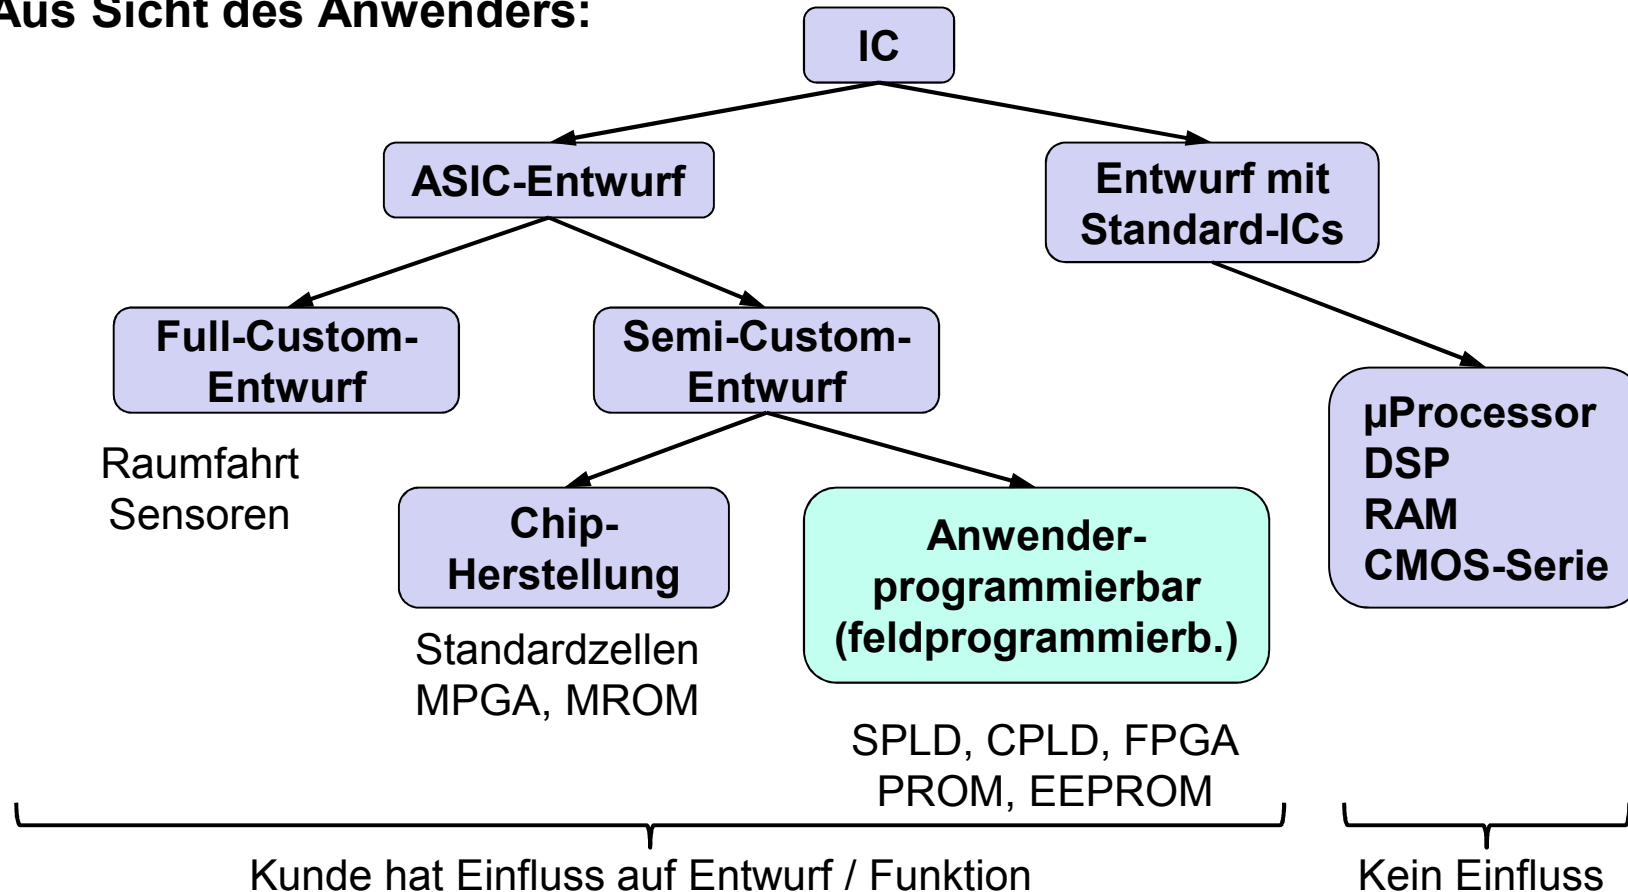 Aus Sicht des Anwenders:
IC
ASIC-Entwurf
Entwurf mit
Standard-ICs
Full-Custom-
Entwurf
Semi-Custom-
Entwurf
Raumfahrt
Sensoren
Chip-
Herstellung
Anwender-
programmierbar
(feldprogrammierb.)
µProcessor
DSP
RAM
CMOS-Serie
Standardzellen
MPGA, MROM
SPLD, CPLD, FPGA
PROM, EEPROM
Kunde hat Einfluss auf Entwurf / Funktion
Kein Einfluss